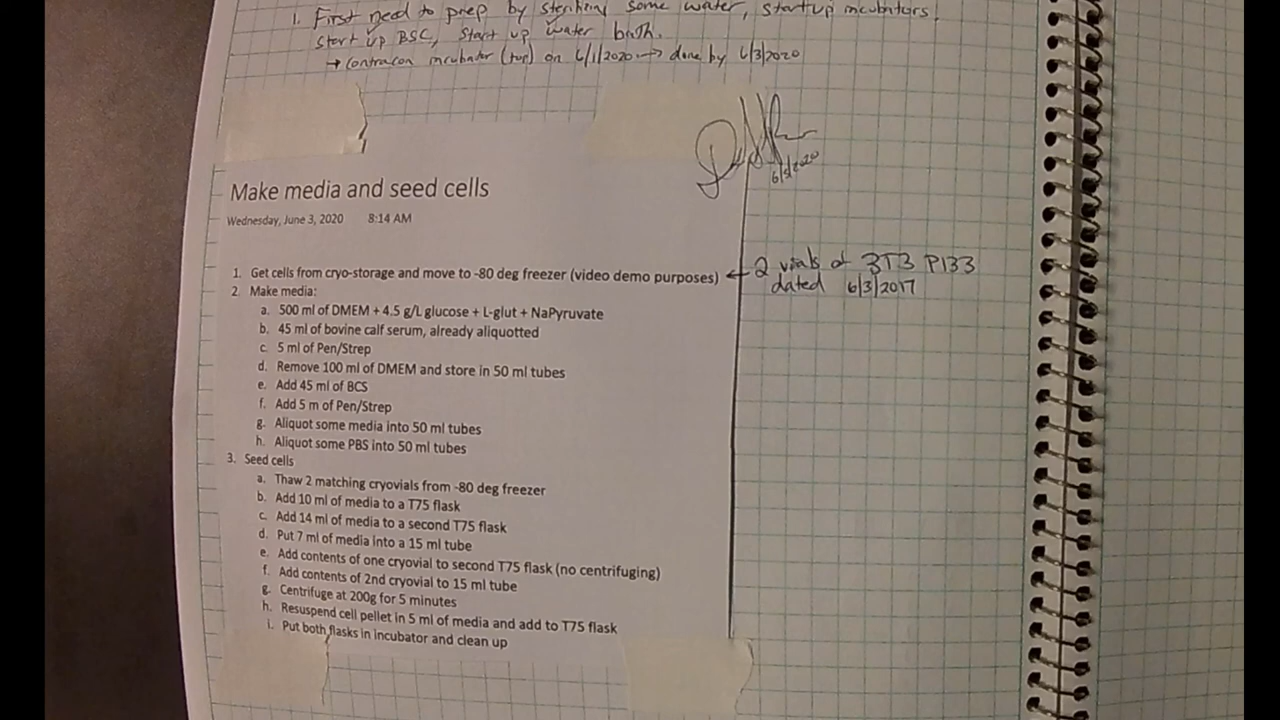 1. First need to prep by sterilizing some water, startup incubators,
start up BSC, start up water bath.
→ Contracon incubator (top) on 6/1/2020 → done by 6/3/2020
6/3/2020
Make media and seed cells
Wednesday, June 3, 2020 8:14 AM
1. Get cells from cryo-storage and move to -80 deg freezer (video demo purposes) ← 2 vials of 3T3 P133
dated 6/3/2017
2. Make media:
a. 500 ml of DMEM + 4.5 g/L glucose + L-glut + NaPyruvate
b. 45 ml of bovine calf serum, already aliquotted
c. 5 ml of Pen/Strep
d. Remove 100 ml of DMEM and store in 50 ml tubes
e. Add 45 ml of BCS
f. Add 5 m of Pen/Strep
g. Aliquot some media into 50 ml tubes
h. Aliquot some PBS into 50 ml tubes
3. Seed cells
a. Thaw 2 matching cryovials from -80 deg freezer
b. Add 10 ml of media to a T75 flask
c. Add 14 ml of media to a second T75 flask
d. Put 7 ml of media into a 15 ml tube
e. Add contents of one cryovial to second T75 flask (no centrifuging)
f. Add contents of 2nd cryovial to 15 ml tube
g. Centrifuge at 200g for 5 minutes
h. Resuspend cell pellet in 5 ml of media and add to T75 flask
i. Put both flasks in incubator and clean up